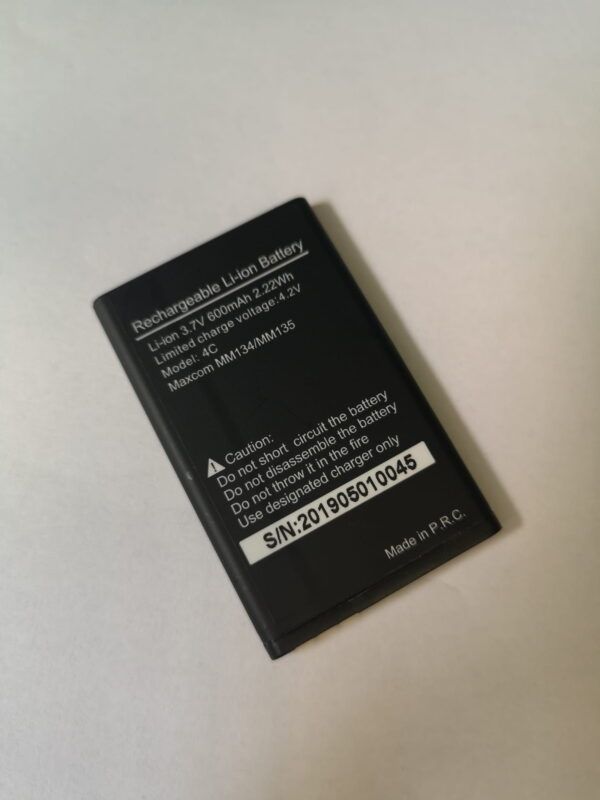 Rechargeable Li-ion Battery
Li-ion 3.7V 600mAh 2.22Wh
Limited charge voltage:4.2V
Model: 4C
Maxcom MM134/MM135
Caution:
Do not short circuit the battery
Do not disassemble the battery
Do not throw it in the fire
Use designated charger only
S/N:201905010045
Made in P.R.C.